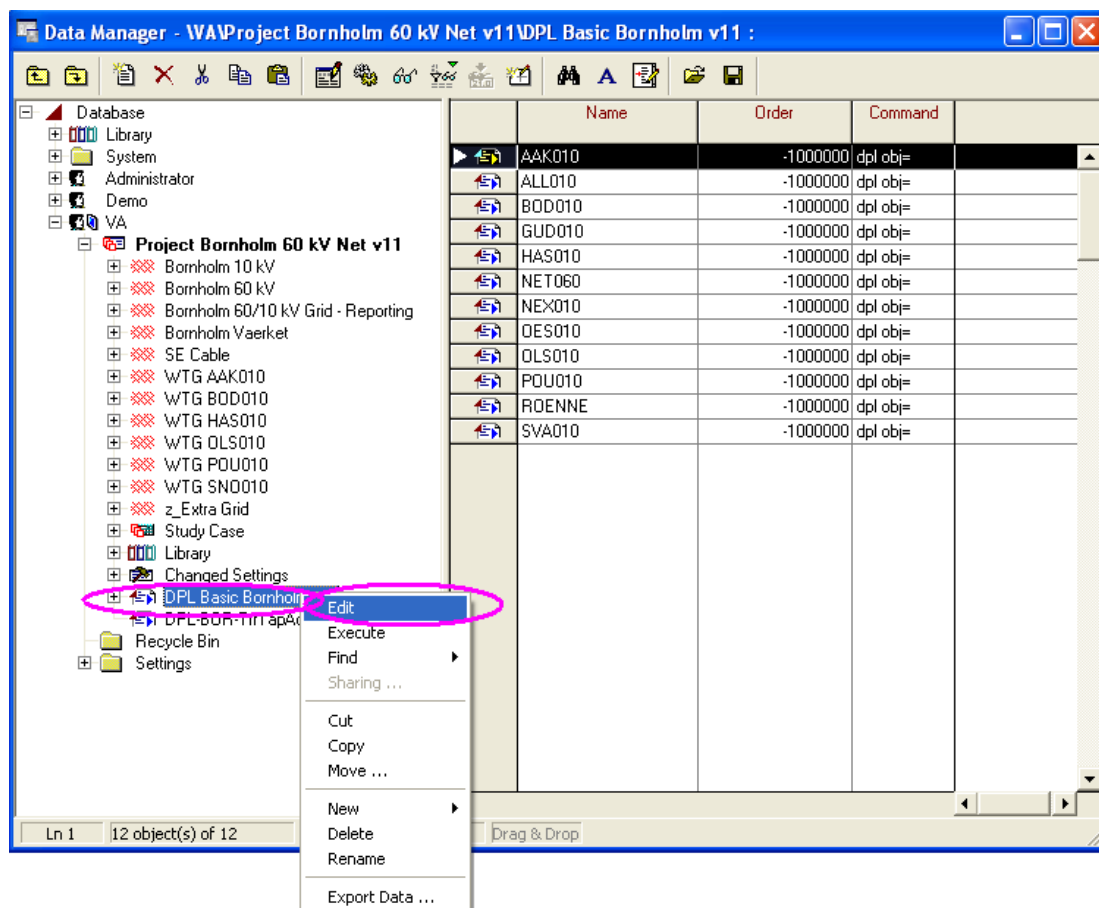 Data Manager - \VA\Project Bornholm 60 kV Net v11\DPL Basic Bornholm v11 :
Database
Library
System
Administrator
Demo
VA
Project Bornholm 60 kV Net v11
Bornholm 10 kV
Bornholm 60 kV
Bornholm 60/10 kV Grid - Reporting
Bornholm Vaerket
SE Cable
WTG AAK010
WTG BOD010
WTG HAS010
WTG OLS010
WTG POU010
WTG SNO010
z_Extra Grid
Study Case
Library
Changed Settings
DPL Basic Bornholm
Recycle Bin
Settings
Name Order Command
AAK010 -1000000 dpl obj=
ALL010 -1000000 dpl obj=
BOD010 -1000000 dpl obj=
GUD010 -1000000 dpl obj=
HAS010 -1000000 dpl obj=
NET060 -1000000 dpl obj=
NEX010 -1000000 dpl obj=
OES010 -1000000 dpl obj=
OLS010 -1000000 dpl obj=
POU010 -1000000 dpl obj=
ROENNE -1000000 dpl obj=
SVA010 -1000000 dpl obj=
Edit
Execute
Find
Sharing ...
Cut
Copy
Move ...
New
Delete
Rename
Export Data ...
Ln 1 12 object(s) of 12 Drag & Drop